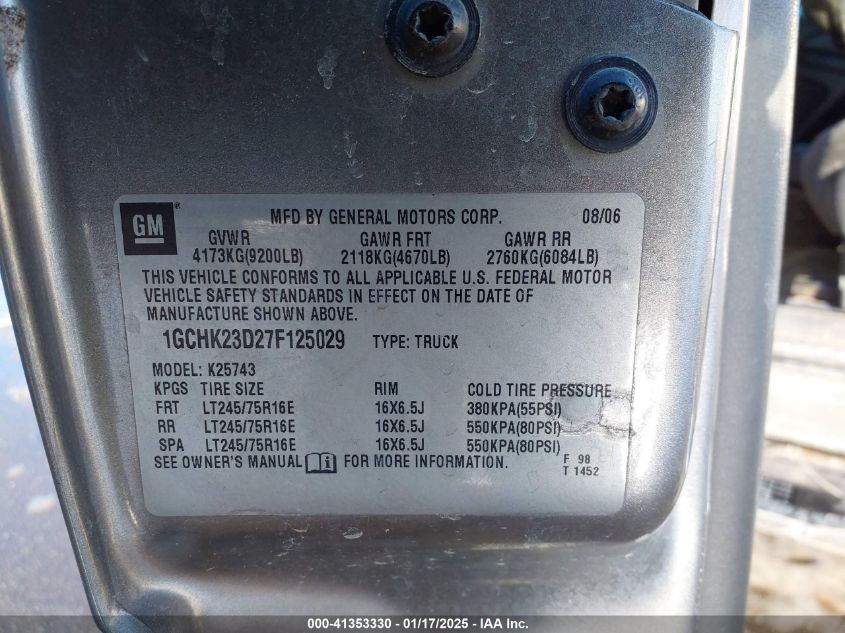 GM MFD BY GENERAL MOTORS CORP. 08/06
GVWR GAWR FRT GAWR RR
4173KG(9200LB) 2118KG(4670LB) 2760KG(6084LB)
THIS VEHICLE CONFORMS TO ALL APPLICABLE U.S. FEDERAL MOTOR
VEHICLE SAFETY STANDARDS IN EFFECT ON THE DATE OF
MANUFACTURE SHOWN ABOVE.
1GCHK23D27F125029 TYPE: TRUCK
MODEL: K25743
KPGS TIRE SIZE RIM COLD TIRE PRESSURE
FRT LT245/75R16E 16X6.5J 380KPA(55PSI)
RR LT245/75R16E 16X6.5J 550KPA(80PSI)
SPA LT245/75R16E 16X6.5J 550KPA(80PSI)
SEE OWNER'S MANUAL i FOR MORE INFORMATION. F 98
T 1452
000-41353330 - 01/17/2025 - IAA Inc.